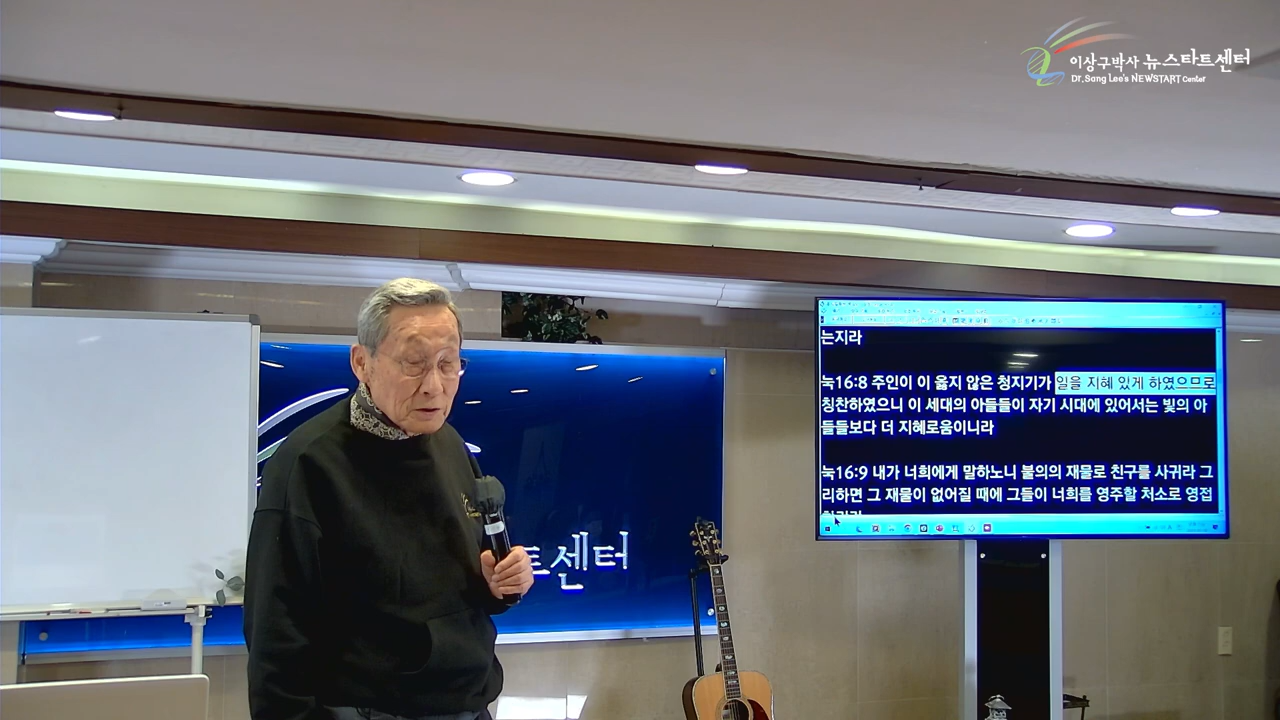 이상구박사 뉴스타트센터
Dr. Sang Lee's NEWSTART Center
는지라
눅16:8 주인이 이 옳지 않은 청지기가 일을 지혜 있게 하였으므로
칭찬하였으니 이 세대의 아들들이 자기 시대에 있어서는 빛의 아
들들보다 더 지혜로움이니라
눅16:9 내가 너희에게 말하노니 불의의 재물로 친구를 사귀라 그
리하면 그 재물이 없어질 때에 그들이 너희를 영주할 처소로 영접
트센터